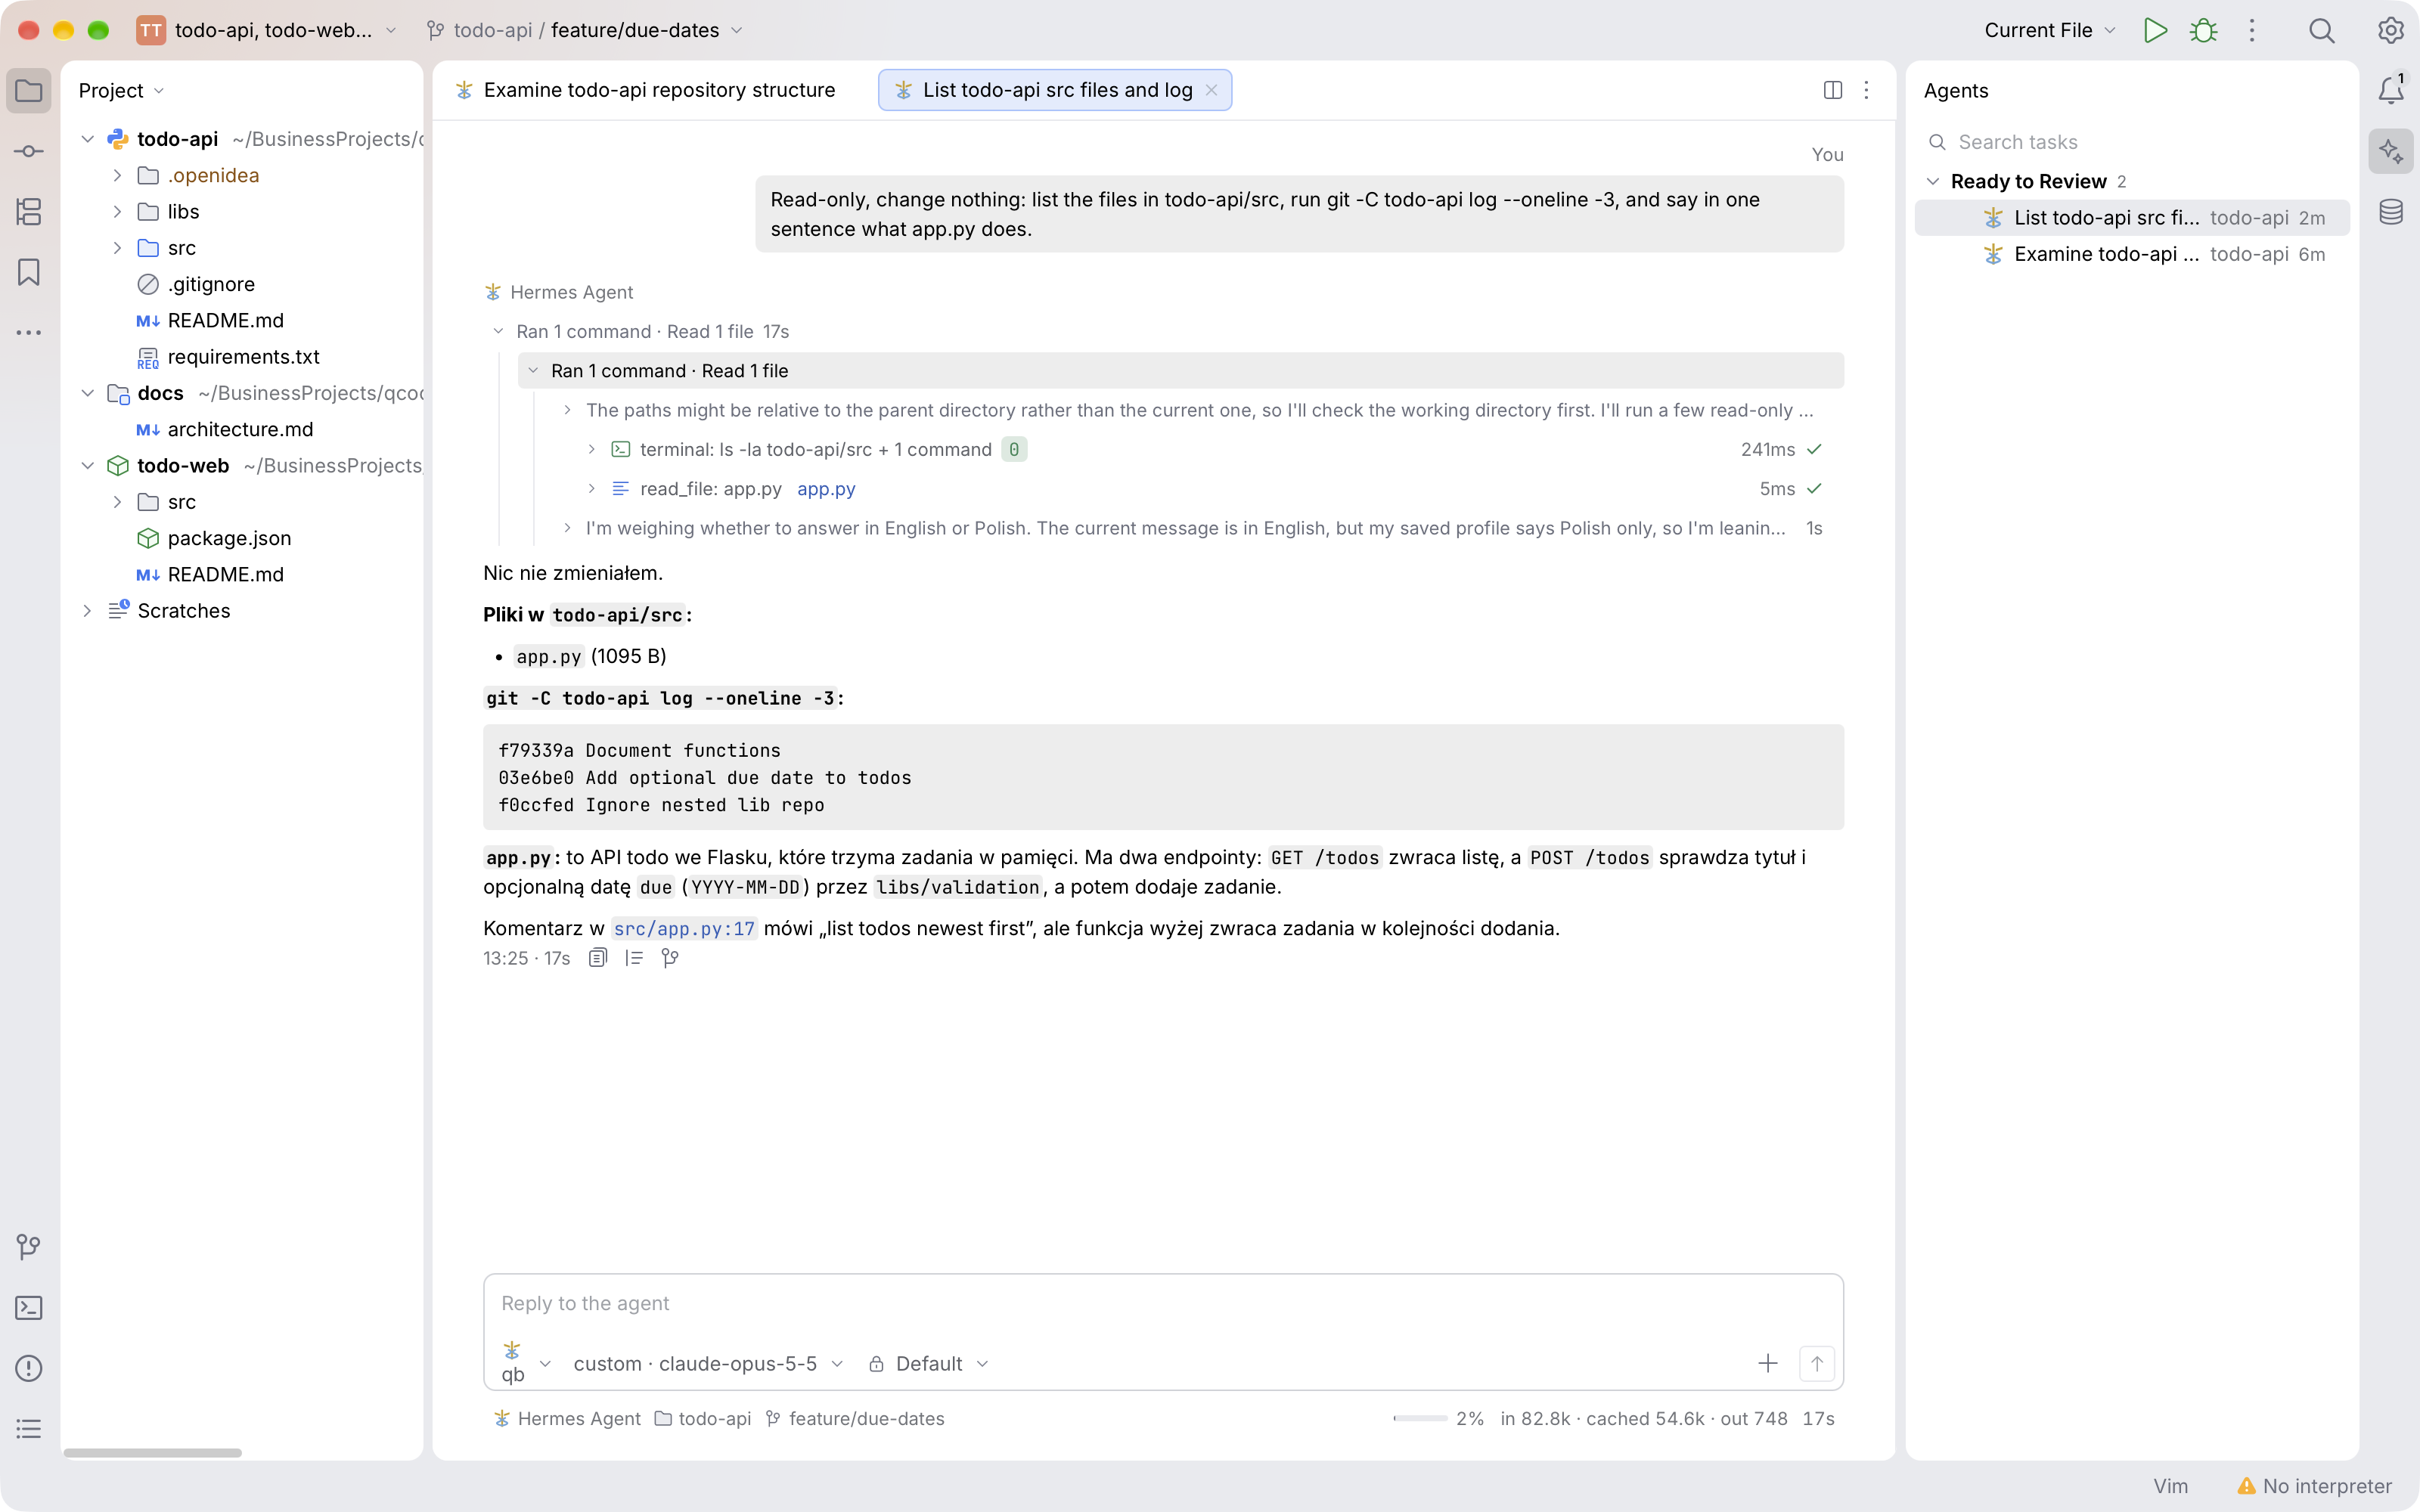 TT todo-api, todo-web...
todo-api / feature/due-dates
Current File
Project
todo-api ~/BusinessProjects/
.openidea
libs
src
.gitignore
M↓ README.md
REQ requirements.txt
docs ~/BusinessProjects/qco
M↓ architecture.md
todo-web ~/BusinessProjects
src
package.json
M↓ README.md
Scratches
Examine todo-api repository structure
List todo-api src files and log
You
Read-only, change nothing: list the files in todo-api/src, run git -C todo-api log --oneline -3, and say in one
sentence what app.py does.
Hermes Agent
Ran 1 command · Read 1 file 17s
Ran 1 command · Read 1 file
The paths might be relative to the parent directory rather than the current one, so I'll check the working directory first. I'll run a few read-only ...
terminal: ls -la todo-api/src + 1 command 0 241ms
read_file: app.py app.py 5ms
I'm weighing whether to answer in English or Polish. The current message is in English, but my saved profile says Polish only, so I'm leanin... 1s
Nic nie zmieniałem.
Pliki w todo-api/src:
• app.py (1095 B)
git -C todo-api log --oneline -3:
f79339a Document functions
03e6be0 Add optional due date to todos
f0ccfed Ignore nested lib repo
app.py: to API todo we Flasku, które trzyma zadania w pamięci. Ma dwa endpointy: GET /todos zwraca listę, a POST /todos sprawdza tytuł i
opcjonalną datę due (YYYY-MM-DD) przez libs/validation, a potem dodaje zadanie.
Komentarz w src/app.py:17 mówi „list todos newest first”, ale funkcja wyżej zwraca zadania w kolejności dodania.
13:25 · 17s
Reply to the agent
qb
custom · claude-opus-5-5
Default
Hermes Agent todo-api feature/due-dates
2% in 82.8k · cached 54.6k · out 748 17s
Agents
Search tasks
Ready to Review 2
List todo-api src fi... todo-api 2m
Examine todo-api ... todo-api 6m
1
Vim
No interpreter